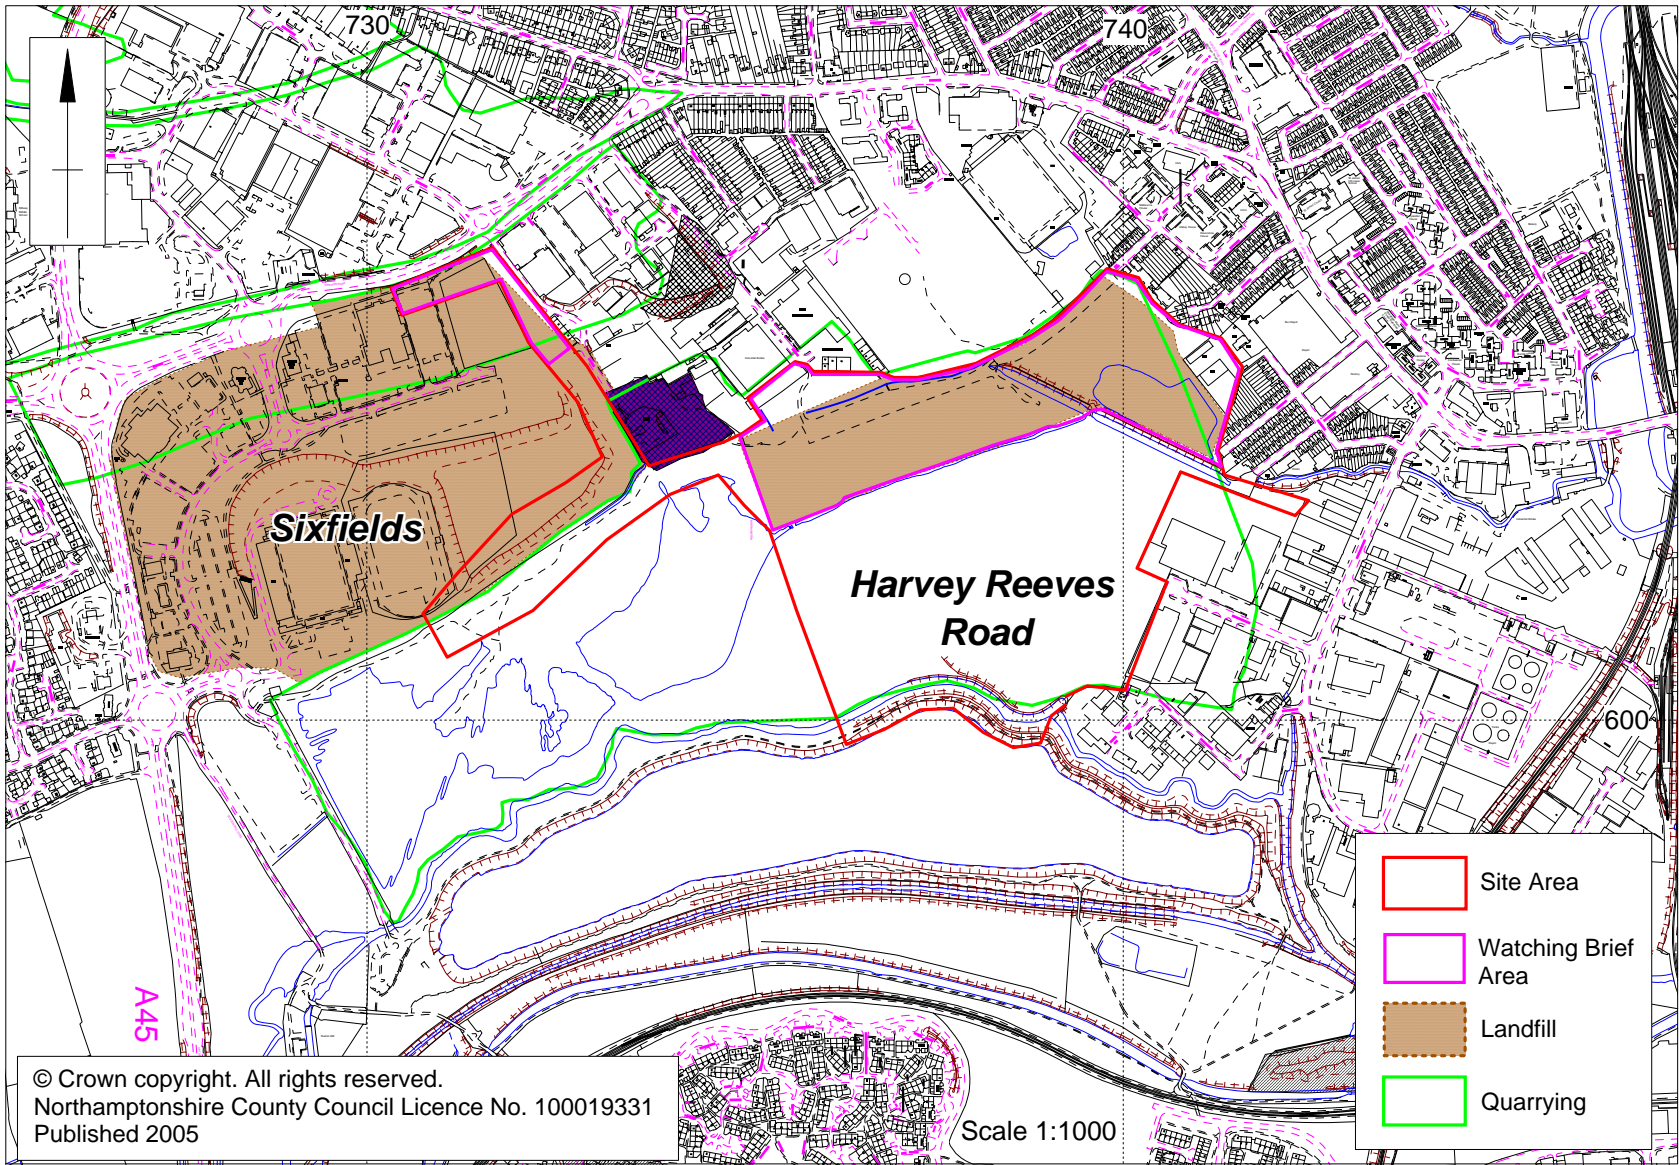 730
740
Sixfields
Harvey Reeves
Road
600
A45
Site Area
Watching Brief
Area
Landfill
Quarrying
© Crown copyright. All rights reserved.
Northamptonshire County Council Licence No. 100019331
Published 2005
Scale 1:1000